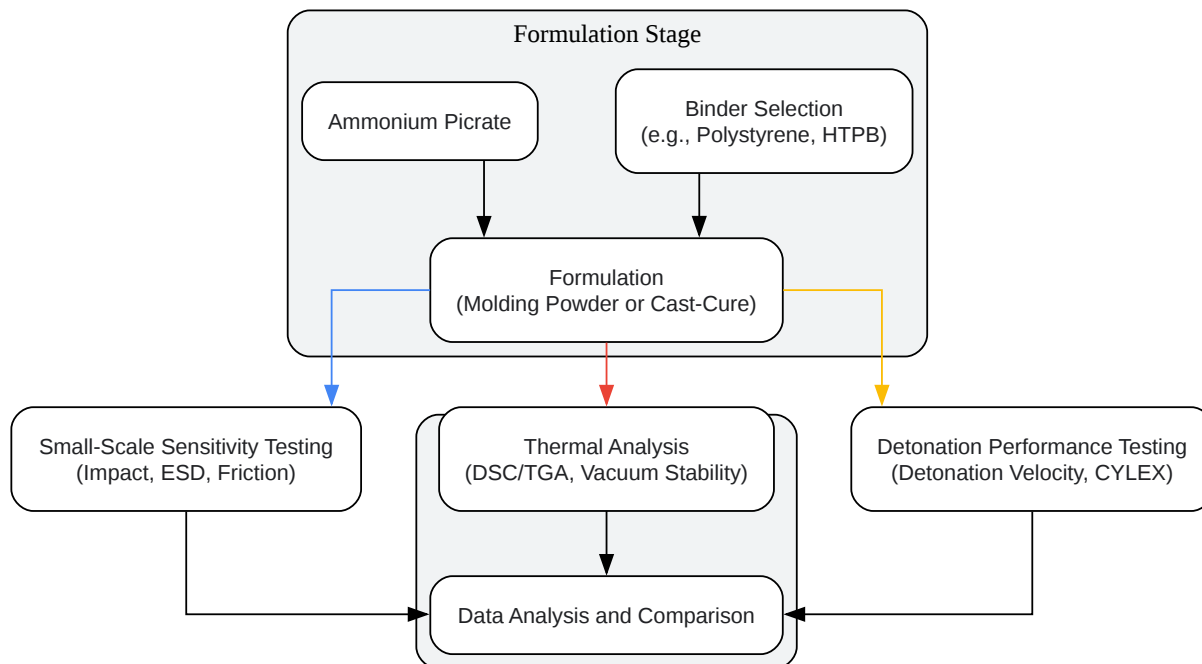 Formulation Stage
Ammonium Picrate
Binder Selection
(e.g., Polystyrene, HTPB)
Formulation
(Molding Powder or Cast-Cure)
Small-Scale Sensitivity Testing
(Impact, ESD, Friction)
Thermal Analysis
(DSC/TGA, Vacuum Stability)
Detonation Performance Testing
(Detonation Velocity, CYLEX)
Data Analysis and Comparison